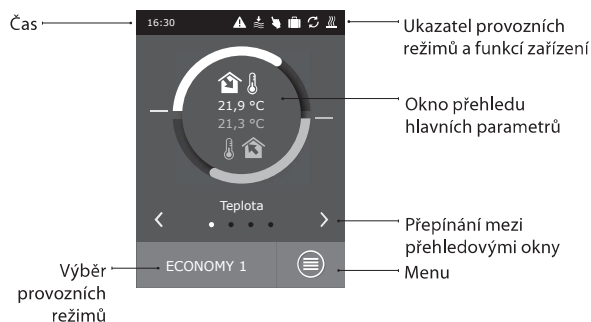 Čas
16:30
Ukazatel provozních
režimů a funkcí zařízení
21,9 °C
21,3 °C
Okno přehledu
hlavních parametrů
Teplota
Přepínání mezi
přehledovými okny
ECONOMY 1
Menu
Výběr
provozních
režimů